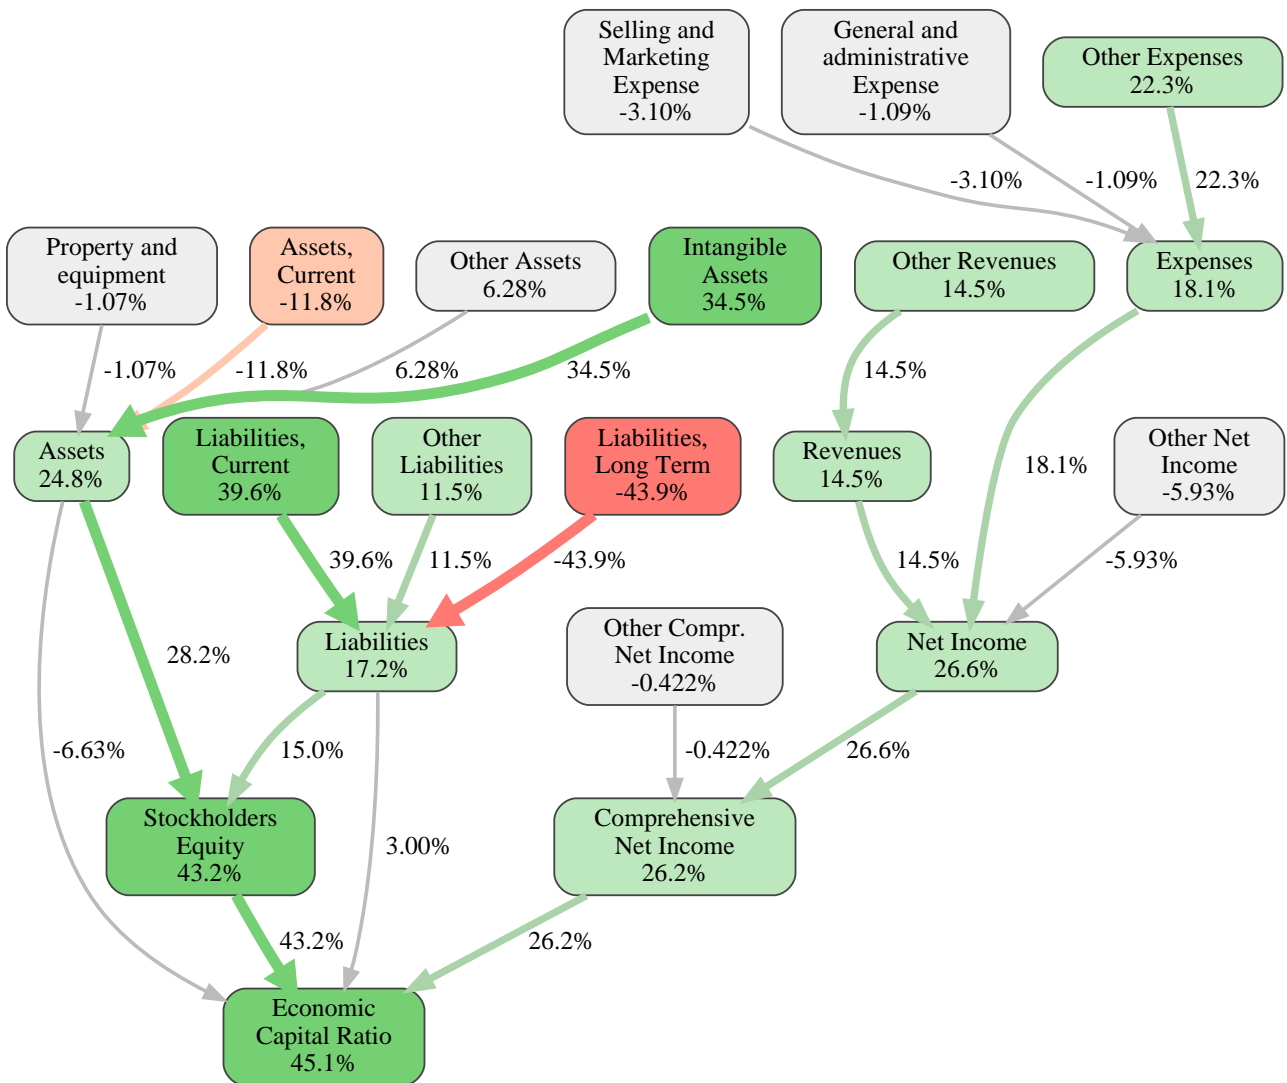 Selling and
Marketing
Expense
-3.10%
General and
administrative
Expense
-1.09%
Other Expenses
22.3%
-3.10%
-1.09%
22.3%
Property and
equipment
-1.07%
Assets,
Current
-11.8%
Other Assets
6.28%
Intangible
Assets
34.5%
Other Revenues
14.5%
Expenses
18.1%
-1.07%
-11.8%
6.28%
34.5%
14.5%
Assets
24.8%
Liabilities,
Current
39.6%
Other
Liabilities
11.5%
Liabilities,
Long Term
-43.9%
Revenues
14.5%
18.1%
Other Net
Income
-5.93%
39.6%
11.5%
-43.9%
14.5%
-5.93%
28.2%
Liabilities
17.2%
Other Compr.
Net Income
-0.422%
Net Income
26.6%
-6.63%
15.0%
-0.422%
26.6%
Stockholders
Equity
43.2%
3.00%
Comprehensive
Net Income
26.2%
43.2%
26.2%
Economic
Capital Ratio
45.1%